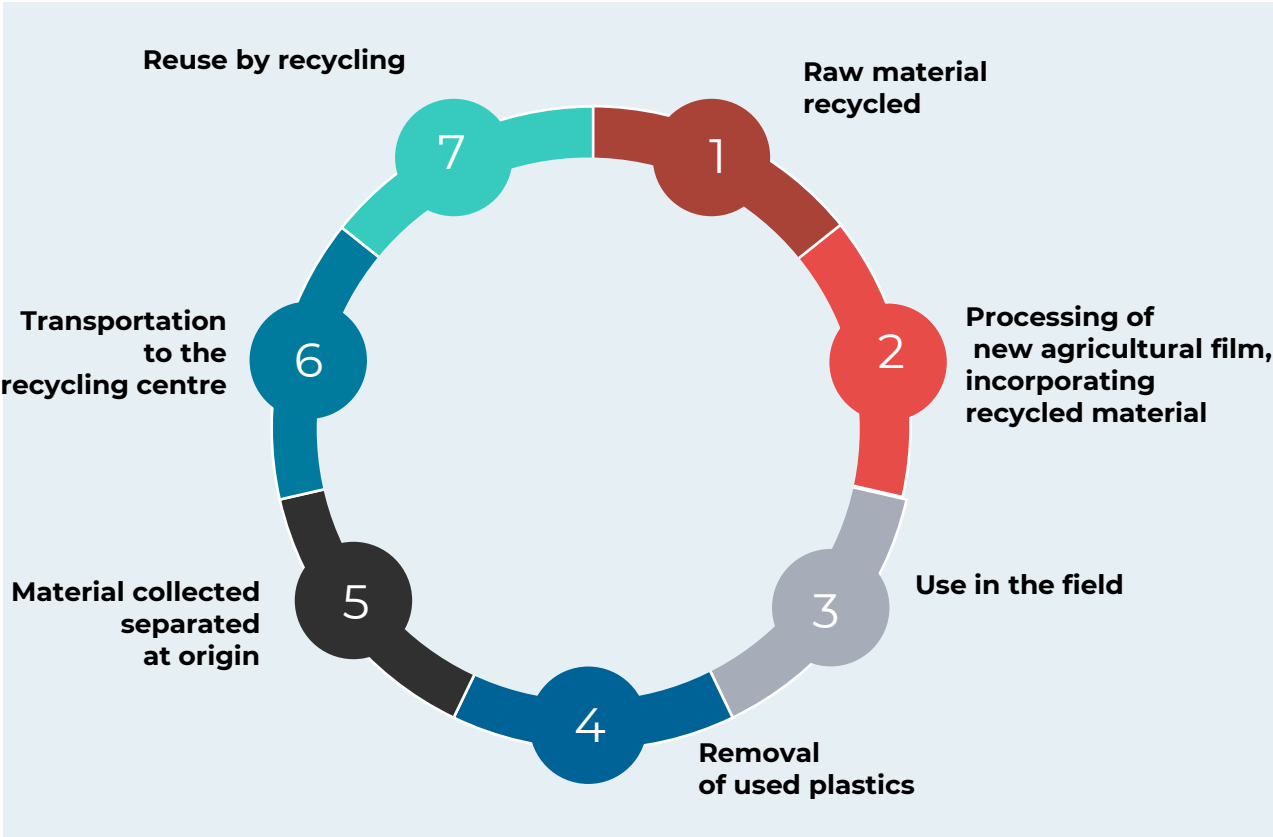 Reuse by recycling
7
1
Raw material
recycled
2
Processing of
new agricultural film,
incorporating
recycled material
3
Use in the field
4
Removal
of used plastics
5
Material collected
separated
at origin
6
Transportation
to the
recycling centre